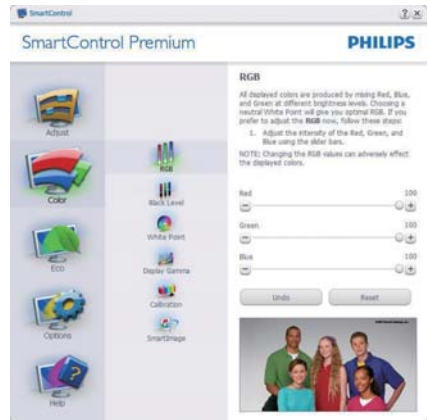 SmartControl
SmartControl Premium
PHILIPS
Adjust
Color
Eco
Options
Help
RGB
Black Level
White Point
Display Gamma
Calibration
SmartImage
RGB
All displayed colors are produced by mixing Red, Blue,
and Green at different brightness levels. Choosing a
neutral White Point will give you optimal RGB. If you
prefer to adjust the RGB now, follow these steps:
1. Adjust the intensity of the Red, Green, and
Blue using the slider bars.
NOTE: Changing the RGB values can adversely effect
the displayed colors.
Red 100
Green 100
Blue 100
Undo Reset